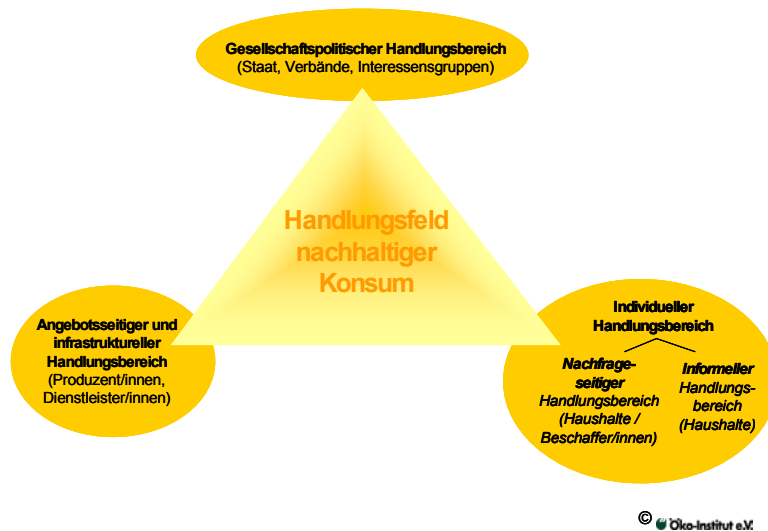 Gesellschaftspolitischer Handlungsbereich
(Staat, Verbände, Interessensgruppen)
Handlungsfeld
nachhaltiger
Konsum
Angebotsseitiger und
infrastruktureller
Handlungsbereich
(Produzent/innen,
Dienstleister/innen)
Individueller
Handlungsbereich
Nachfrage-
seitiger
Handlungsbereich
(Haushalte /
Beschaffer/innen)
Informeller
Handlungs-
bereich
(Haushalte)
© Öko-Institut e.V.